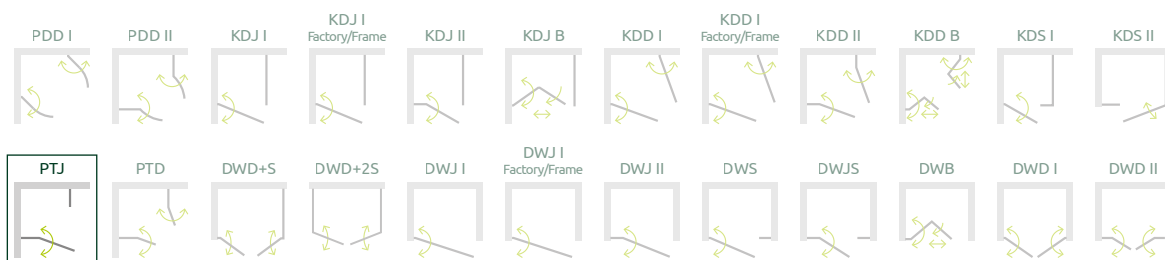 PDD I
PDD II
KDJ I
KDJ I
Factory/Frame
KDJ II
KDJ B
KDD I
KDD I
Factory/Frame
KDD II
KDD B
KDS I
KDS II
PTJ
PTD
DWD+S
DWD+2S
DWJ I
DWJ I
Factory/Frame
DWJ II
DWS
DWJS
DWB
DWD I
DWD II